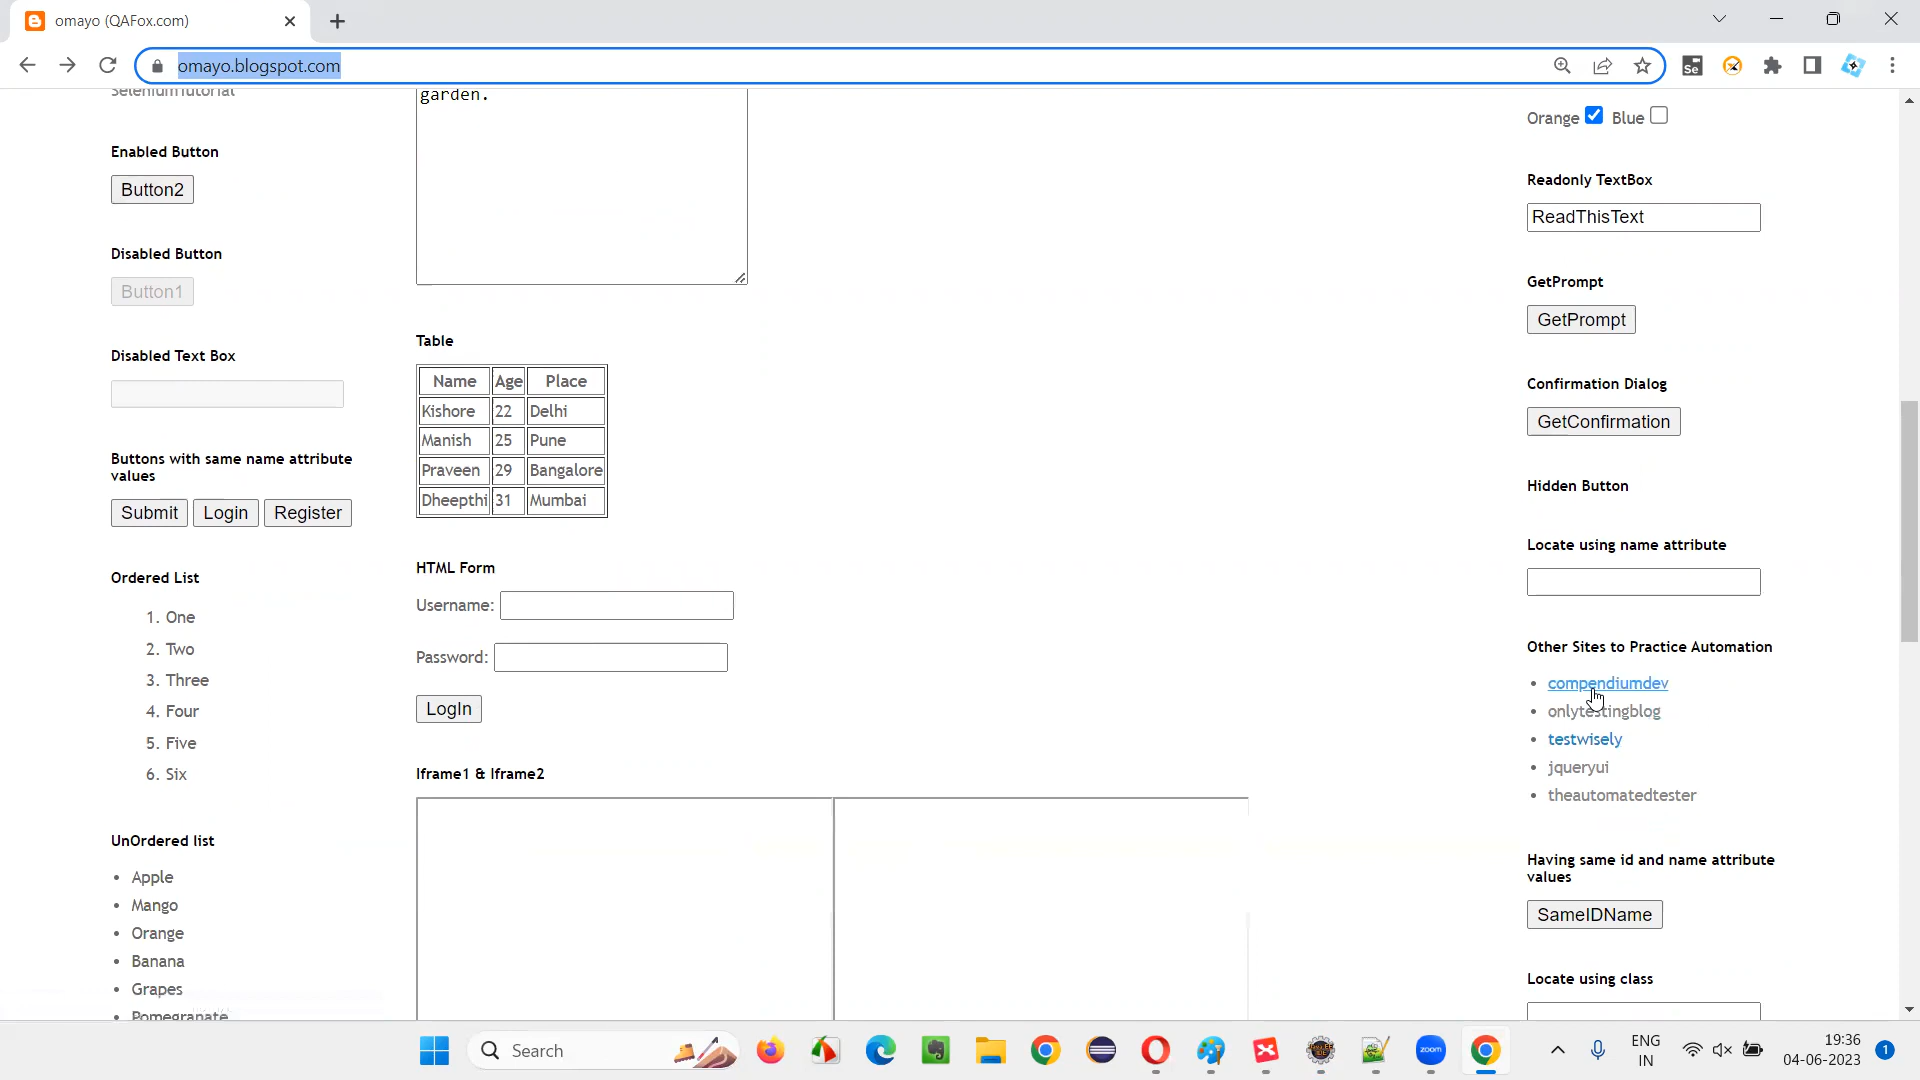 omayo (QAFox.com)
omayo.blogspot.com
SeleniumTutorial
Enabled Button
Button2
Disabled Button
Button1
Disabled Text Box
Buttons with same name attribute
values
Submit
Login
Register
Ordered List
1. One
2. Two
3. Three
4. Four
5. Five
6. Six
UnOrdered list
• Apple
• Mango
• Orange
• Banana
• Grapes
• Pomegranate
garden.
Table
Name Age Place
Kishore 22 Delhi
Manish 25 Pune
Praveen 29 Bangalore
Dheepthi 31 Mumbai
HTML Form
Username:
Password:
LogIn
Iframe1 & Iframe2
Orange Blue
Readonly TextBox
ReadThisText
GetPrompt
GetPrompt
Confirmation Dialog
GetConfirmation
Hidden Button
Locate using name attribute
Other Sites to Practice Automation
• compendiumdev
• onlytestingblog
• testwisely
• jqueryui
• theautomatedtester
Having same id and name attribute
values
SameIDName
Locate using class
Search
zoom
ENG
IN
19:36
04-06-2023
1